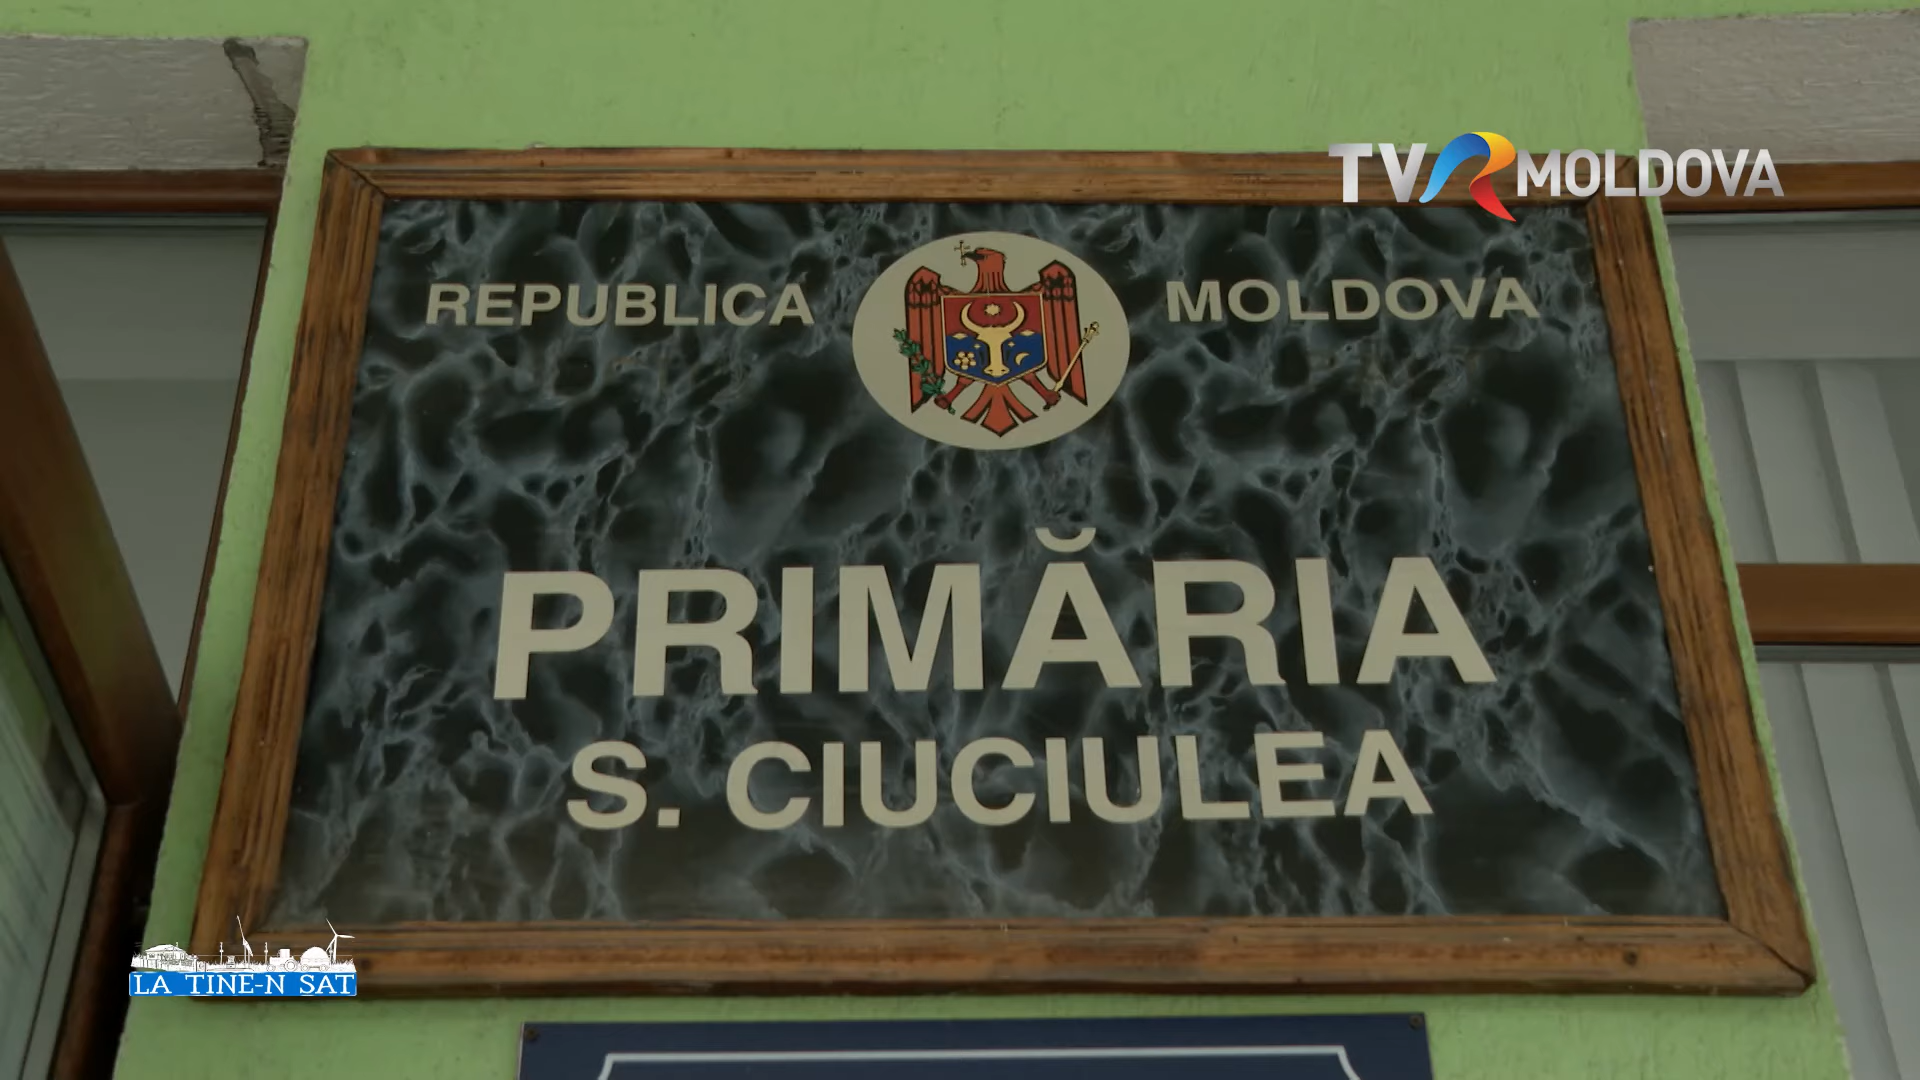 TVR MOLDOVA
REPUBLICA MOLDOVA
PRIMĂRIA
S. CIUCIULEA
LA TINE-N SAT